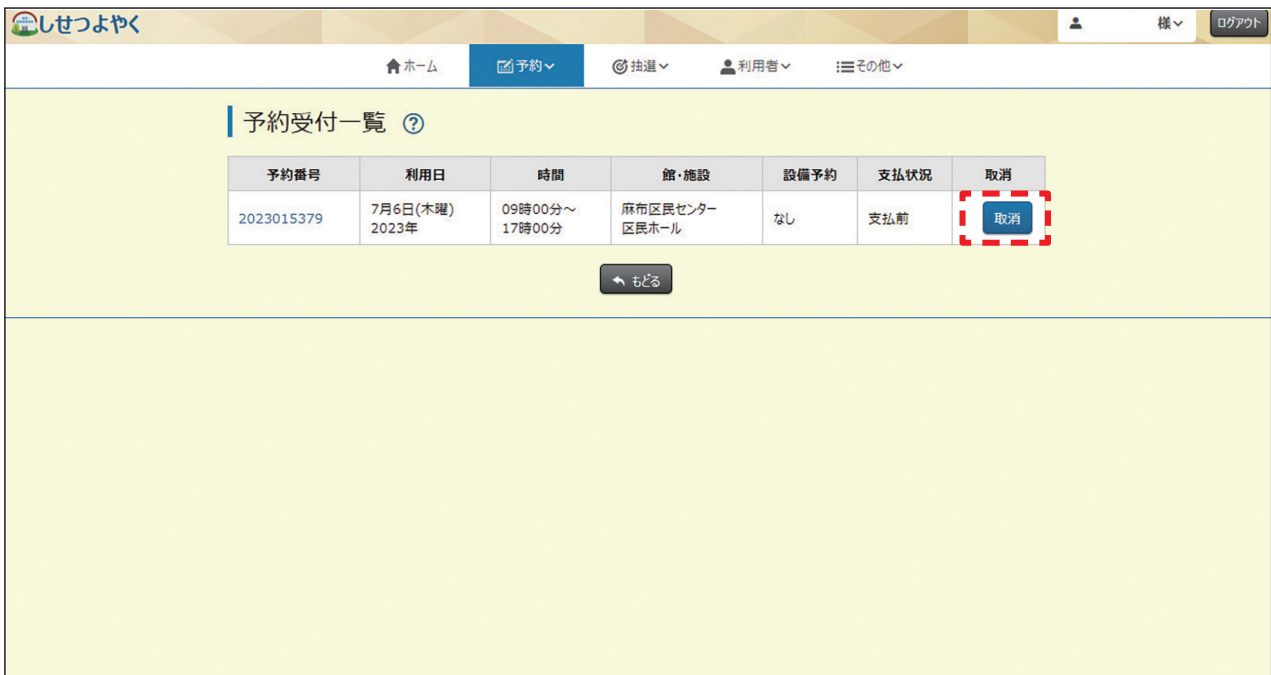 しせつよやく
様
ログアウト
ホーム
予約
抽選
利用者
その他
予約受付一覧 ?
予約番号 利用日 時間 館・施設 設備予約 支払状況 取消
2023015379 7月6日(木曜) 09時00分～ 麻布区民センター なし 支払前 取消
2023年 17時00分 区民ホール
もどる